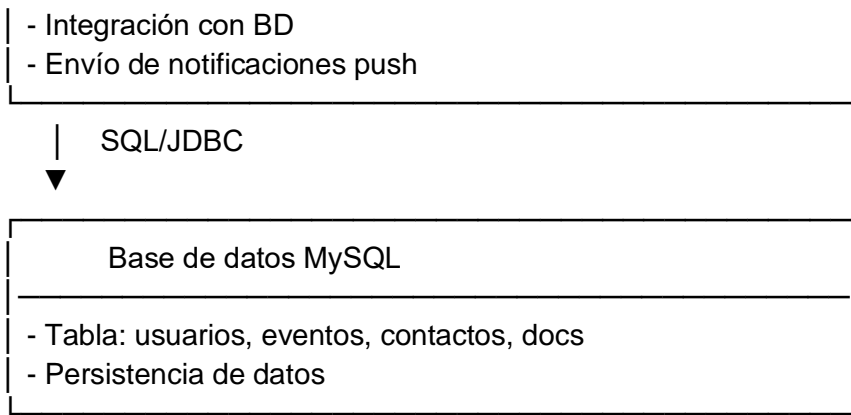 - Integración con BD
- Envío de notificaciones push
SQL/JDBC
Base de datos MySQL
- Tabla: usuarios, eventos, contactos, docs
- Persistencia de datos